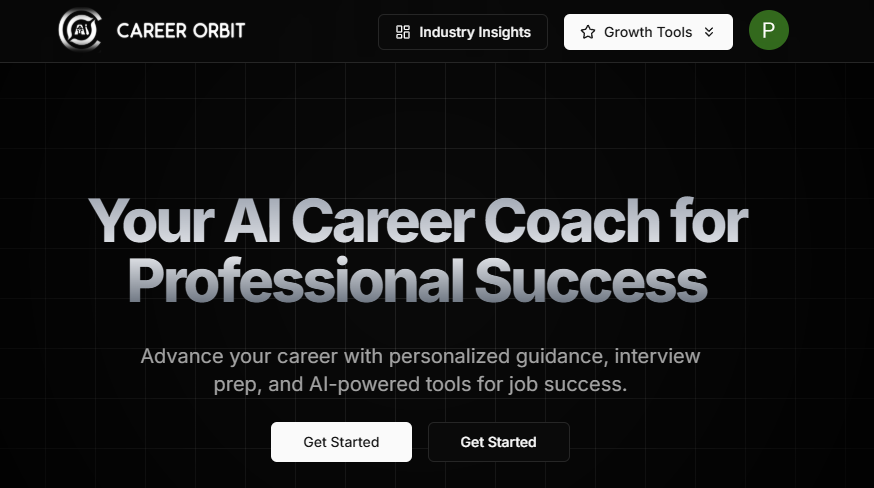 Ai CAREER ORBIT
Industry Insights
Growth Tools
P
Your AI Career Coach for
Professional Success
Advance your career with personalized guidance, interview
prep, and AI-powered tools for job success.
Get Started
Get Started